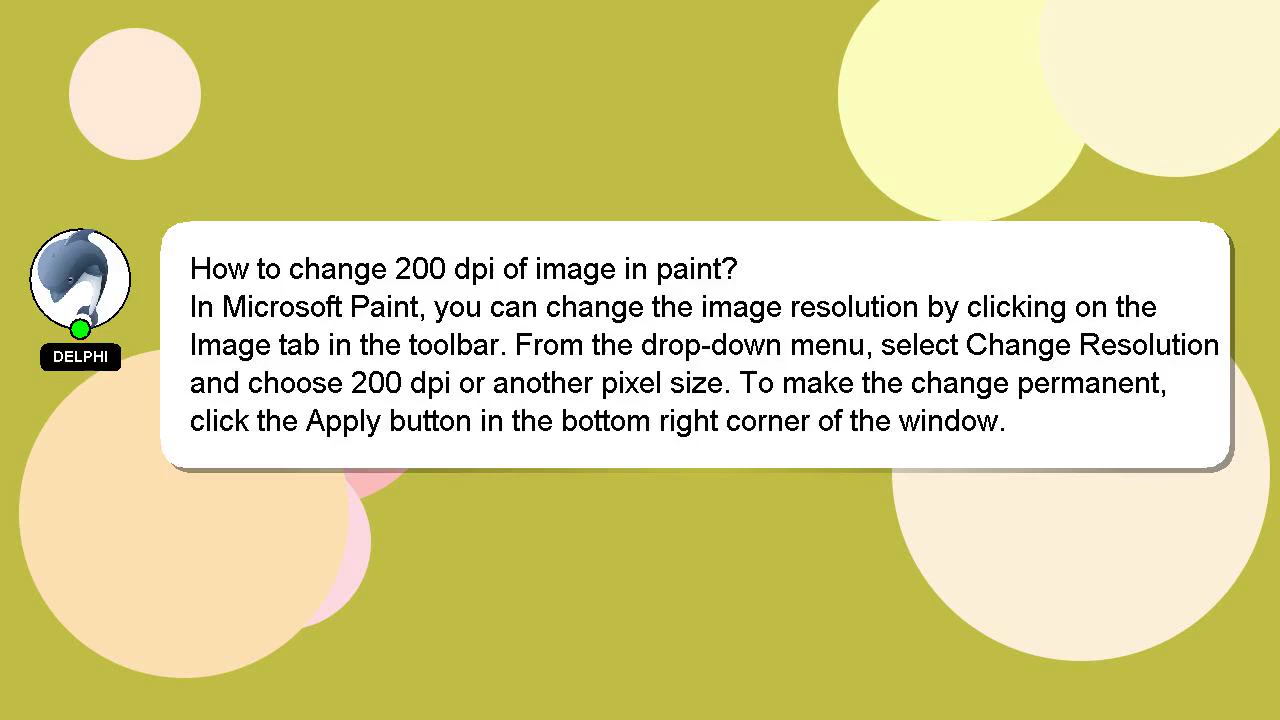 How to change 200 dpi of image in paint?
In Microsoft Paint, you can change the image resolution by clicking on the
Image tab in the toolbar. From the drop-down menu, select Change Resolution
and choose 200 dpi or another pixel size. To make the change permanent,
click the Apply button in the bottom right corner of the window.
DELPHI